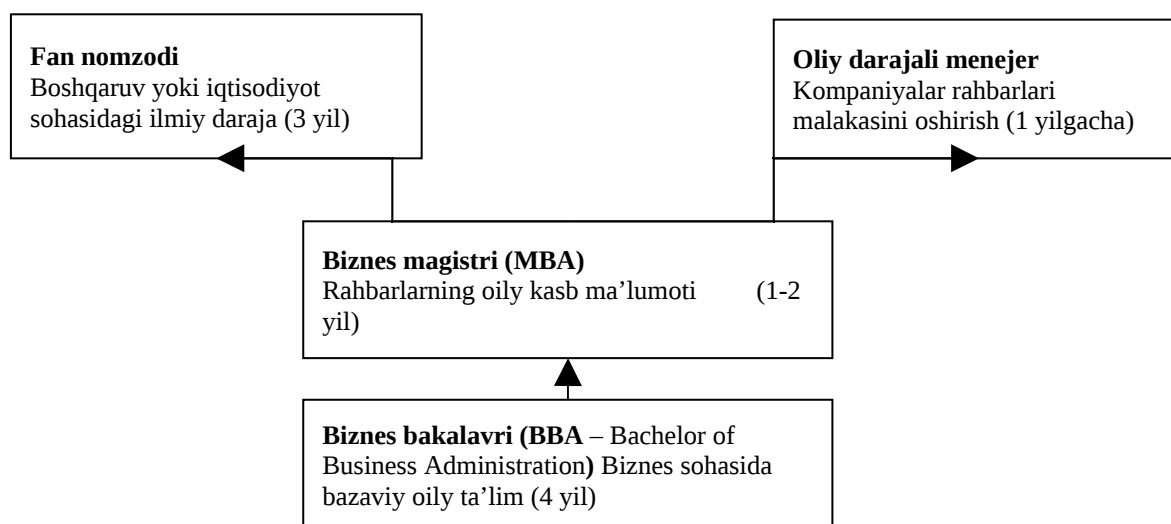 Fan nomzodi
Boshqaruv yoki iqtisodiyot
sohasidagi ilmiy daraja (3 yil)
Oliy darajali menejer
Kompaniyalar rahbarlari
malakasini oshirish (1 yilgacha)
Biznes magistri (MBA)
Rahbarlarning oily kasb ma’lumoti (1-2
yil)
Biznes bakalavri (BBA – Bachelor of
Business Administration) Biznes sohasida
bazaviy oily ta’lim (4 yil)